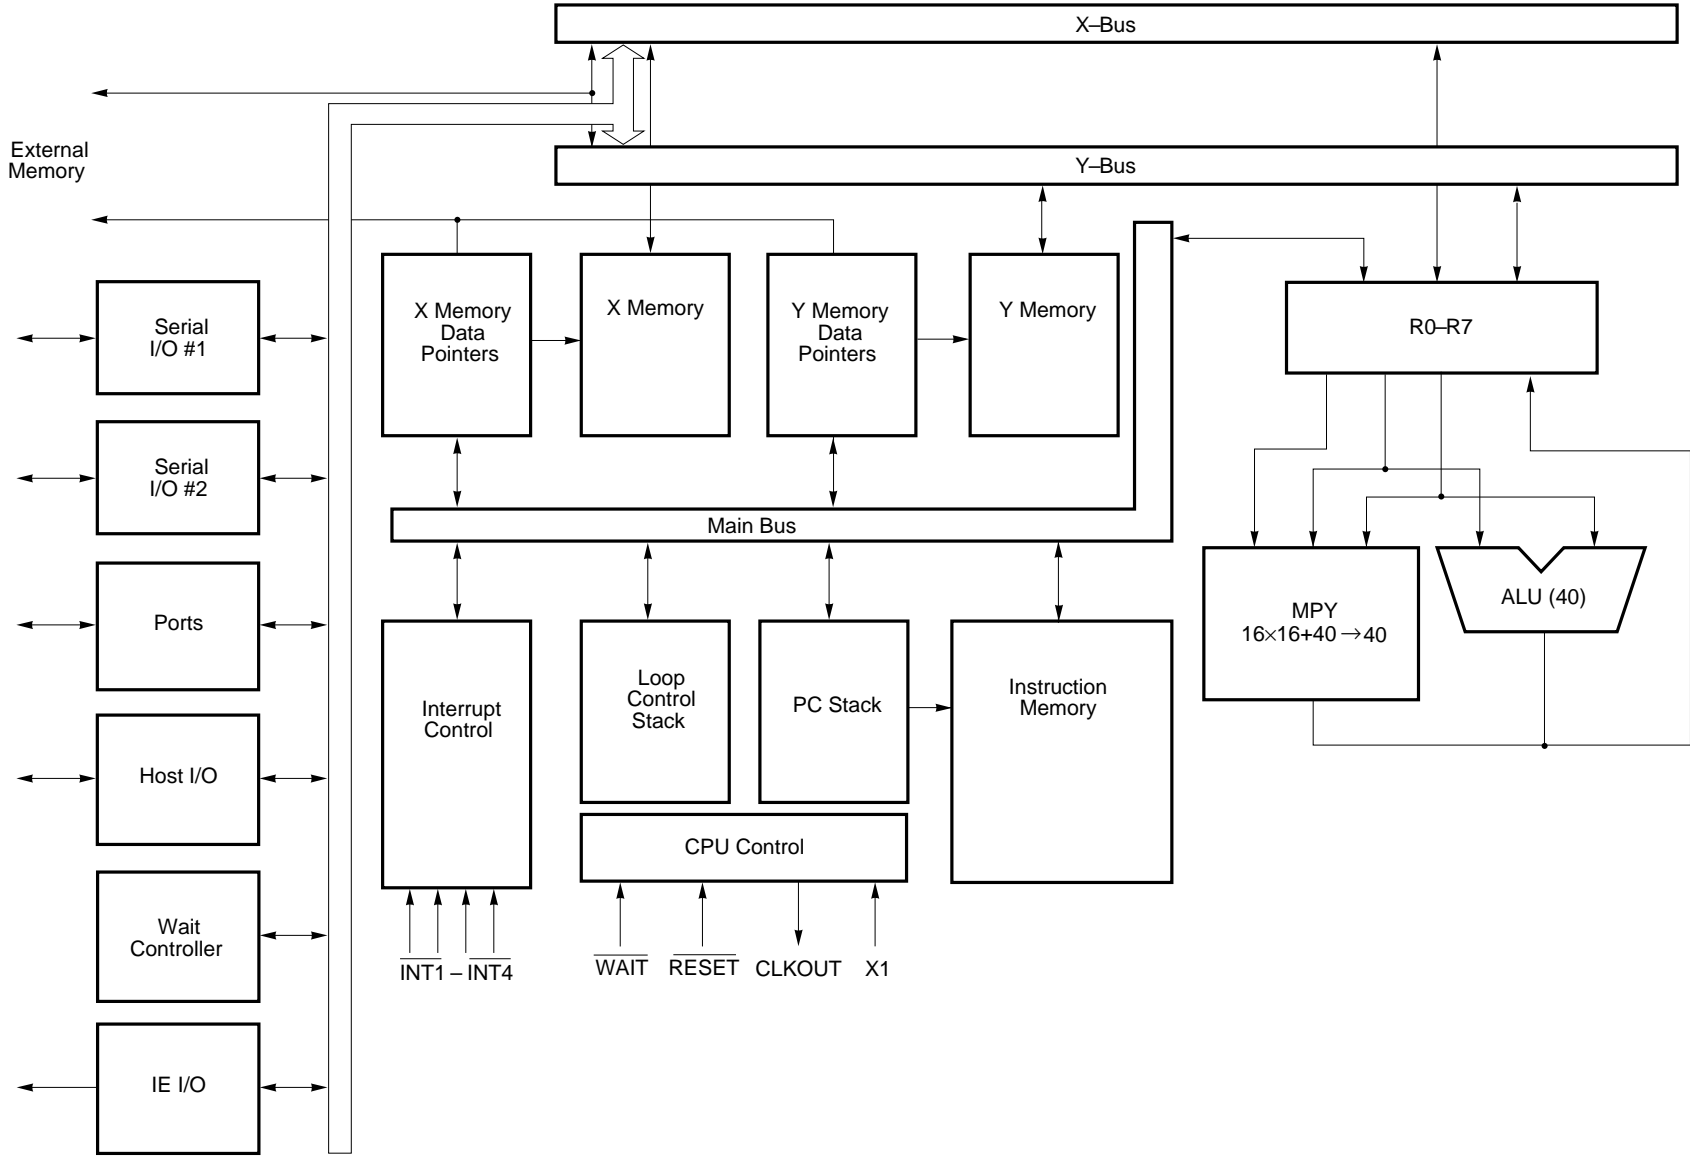 X–Bus
External
Memory
Y–Bus
X Memory
Data
Pointers
X Memory
Y Memory
Data
Pointers
Y Memory
R0–R7
Serial
I/O #1
Serial
I/O #2
Main Bus
Ports
MPY
16×16+40→40
ALU (40)
Interrupt
Control
Loop
Control
Stack
PC Stack
Instruction
Memory
Host I/O
CPU Control
Wait
Controller
INT1 – INT4
WAIT
RESET
CLKOUT
X1
IE I/O